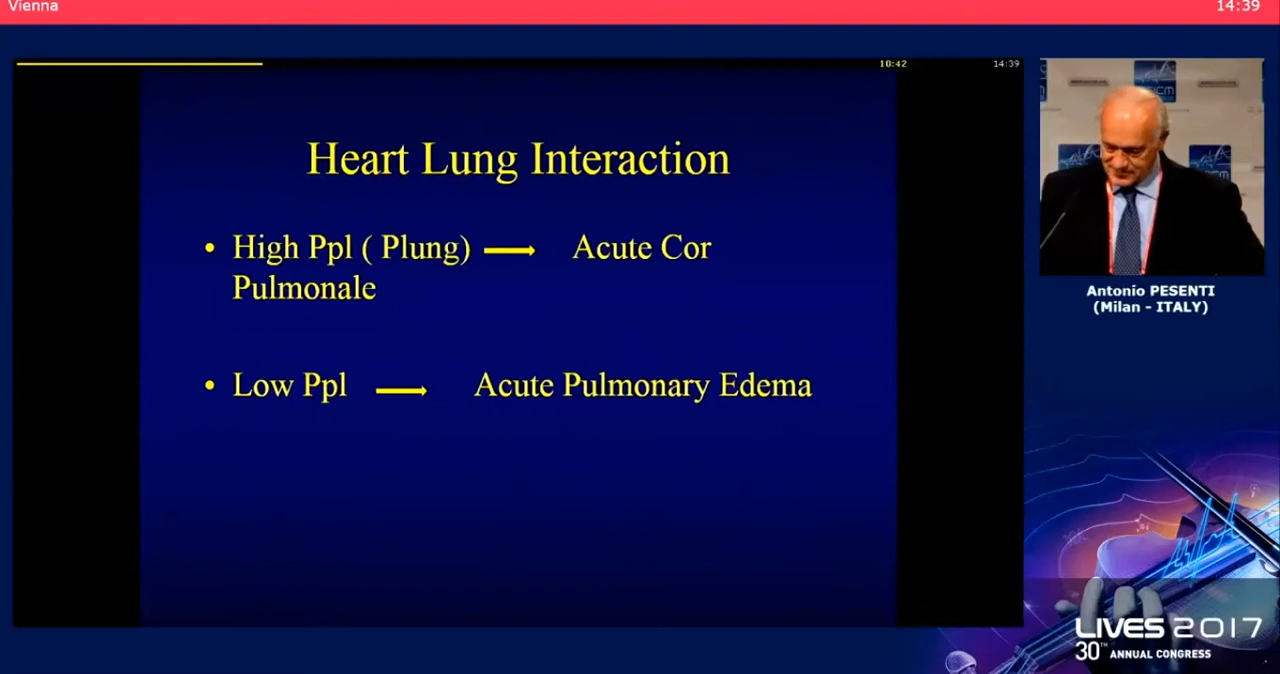 Vienna
14:39
10:42
14:39
Heart Lung Interaction
• High Ppl ( Plung) ⟶ Acute Cor
Pulmonale
• Low Ppl ⟶ Acute Pulmonary Edema
Antonio PESENTI
(Milan - ITALY)
LIVES 2017
30TH ANNUAL CONGRESS